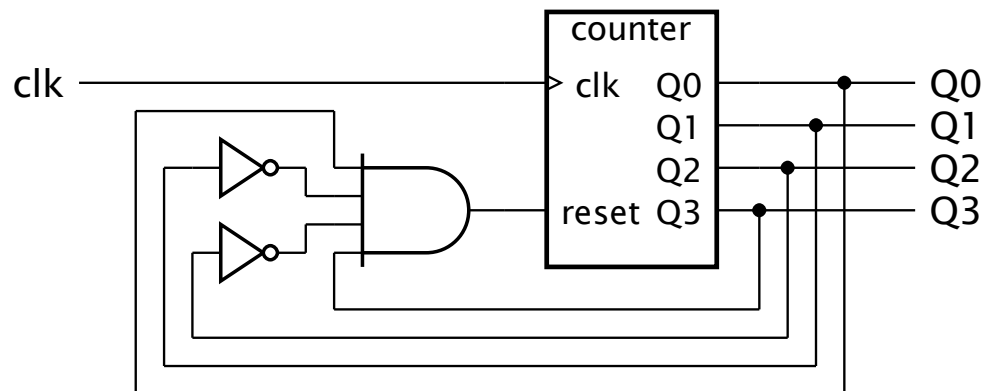 counter
clk clk Q0 Q0
Q1 Q1
Q2 Q2
reset Q3 Q3